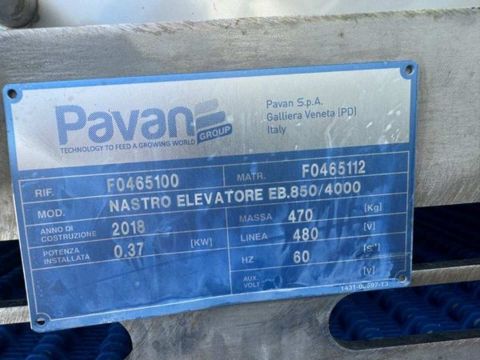 Pavan GROUP
TECHNOLOGY TO FEED A GROWING WORLD
Pavan S.p.A.
Galliera Veneta (PD)
Italy
RIF. F0465100 MATR. F0465112
MOD. NASTRO ELEVATORE EB.850/4000
ANNO DI COSTRUZIONE 2018 MASSA 470 [Kg]
POTENZA INSTALLATA 0.37 [KW] LINEA 480 [V]
HZ 60 [s⁻¹]
AUX. VOLT [V]